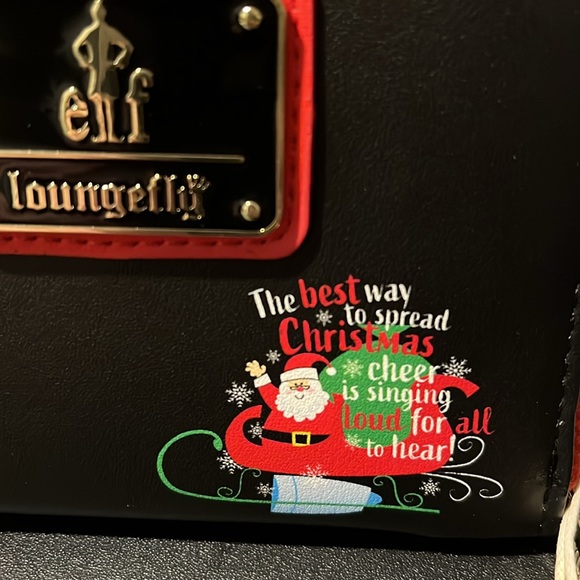 elf
loungefly
The best way
to spread
Christmas
cheer
is singing
loud for all
to hear!